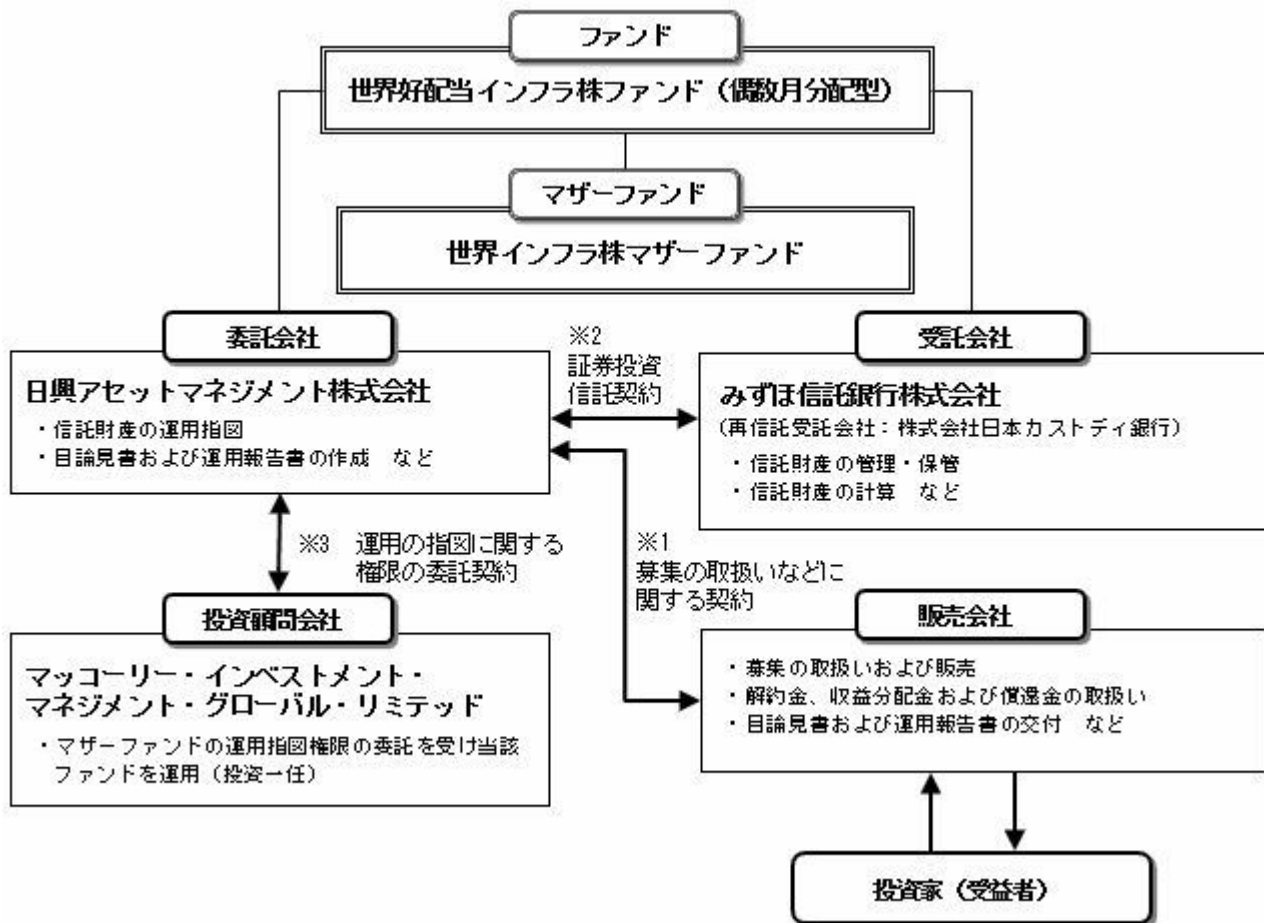 ファンド
世界好配当インフラ株ファンド（偶数月分配型）
マザーファンド
世界インフラ株マザーファンド
委託会社
日興アセットマネジメント株式会社
・信託財産の運用指図
・目論見書および運用報告書の作成　など
※2
証券投資
信託契約
受託会社
みずほ信託銀行株式会社
（再信託受託会社：株式会社日本カストディ銀行）
・信託財産の管理・保管
・信託財産の計算　など
※3　運用の指図に関する
権限の委託契約
※1
募集の取扱いなどに
関する契約
投資顧問会社
マッコーリー・インベストメント・
マネジメント・グローバル・リミテッド
・マザーファンドの運用指図権限の委託を受け当該
ファンドを運用（投資一任）
販売会社
・募集の取扱いおよび販売
・解約金、収益分配金および償還金の取扱い
・目論見書および運用報告書の交付　など
投資家（受益者）